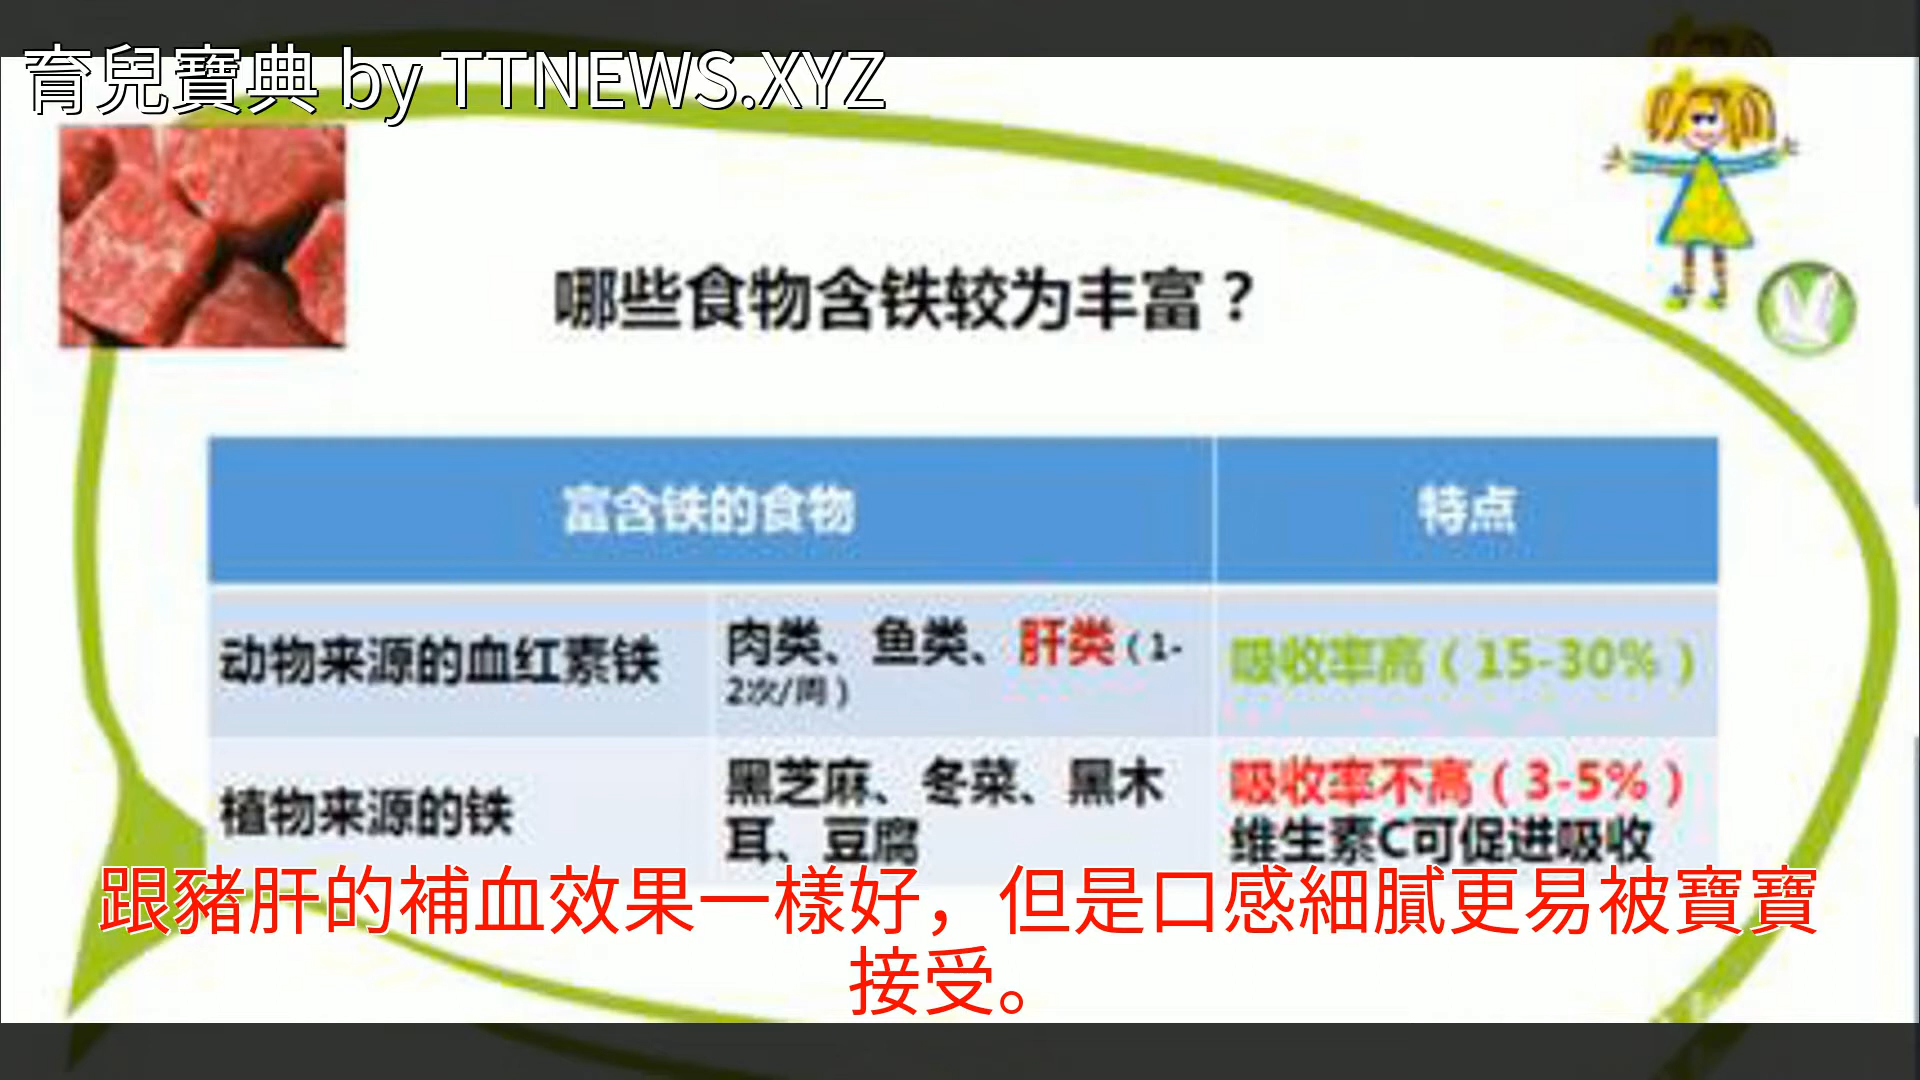 育兒寶典 by TTNEWS.XYZ
哪些食物含铁较为丰富？
富含铁的食物
特点
动物来源的血红素铁
肉类、鱼类、肝类（1-
2次/周）
吸收率高（15-30%）
植物来源的铁
黑芝麻、冬菜、黑木
耳、豆腐
吸收率不高（3-5%）
维生素C可促进吸收
跟豬肝的補血效果一樣好，但是口感細膩更易被寶寶
接受。